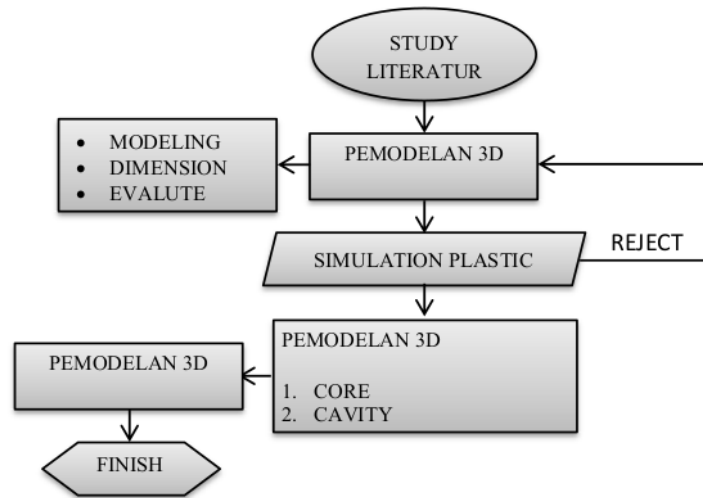 STUDY
LITERATUR
PEMODELAN 3D
• MODELING
• DIMENSION
• EVALUTE
SIMULATION PLASTIC
REJECT
PEMODELAN 3D
1. CORE
2. CAVITY
PEMODELAN 3D
FINISH